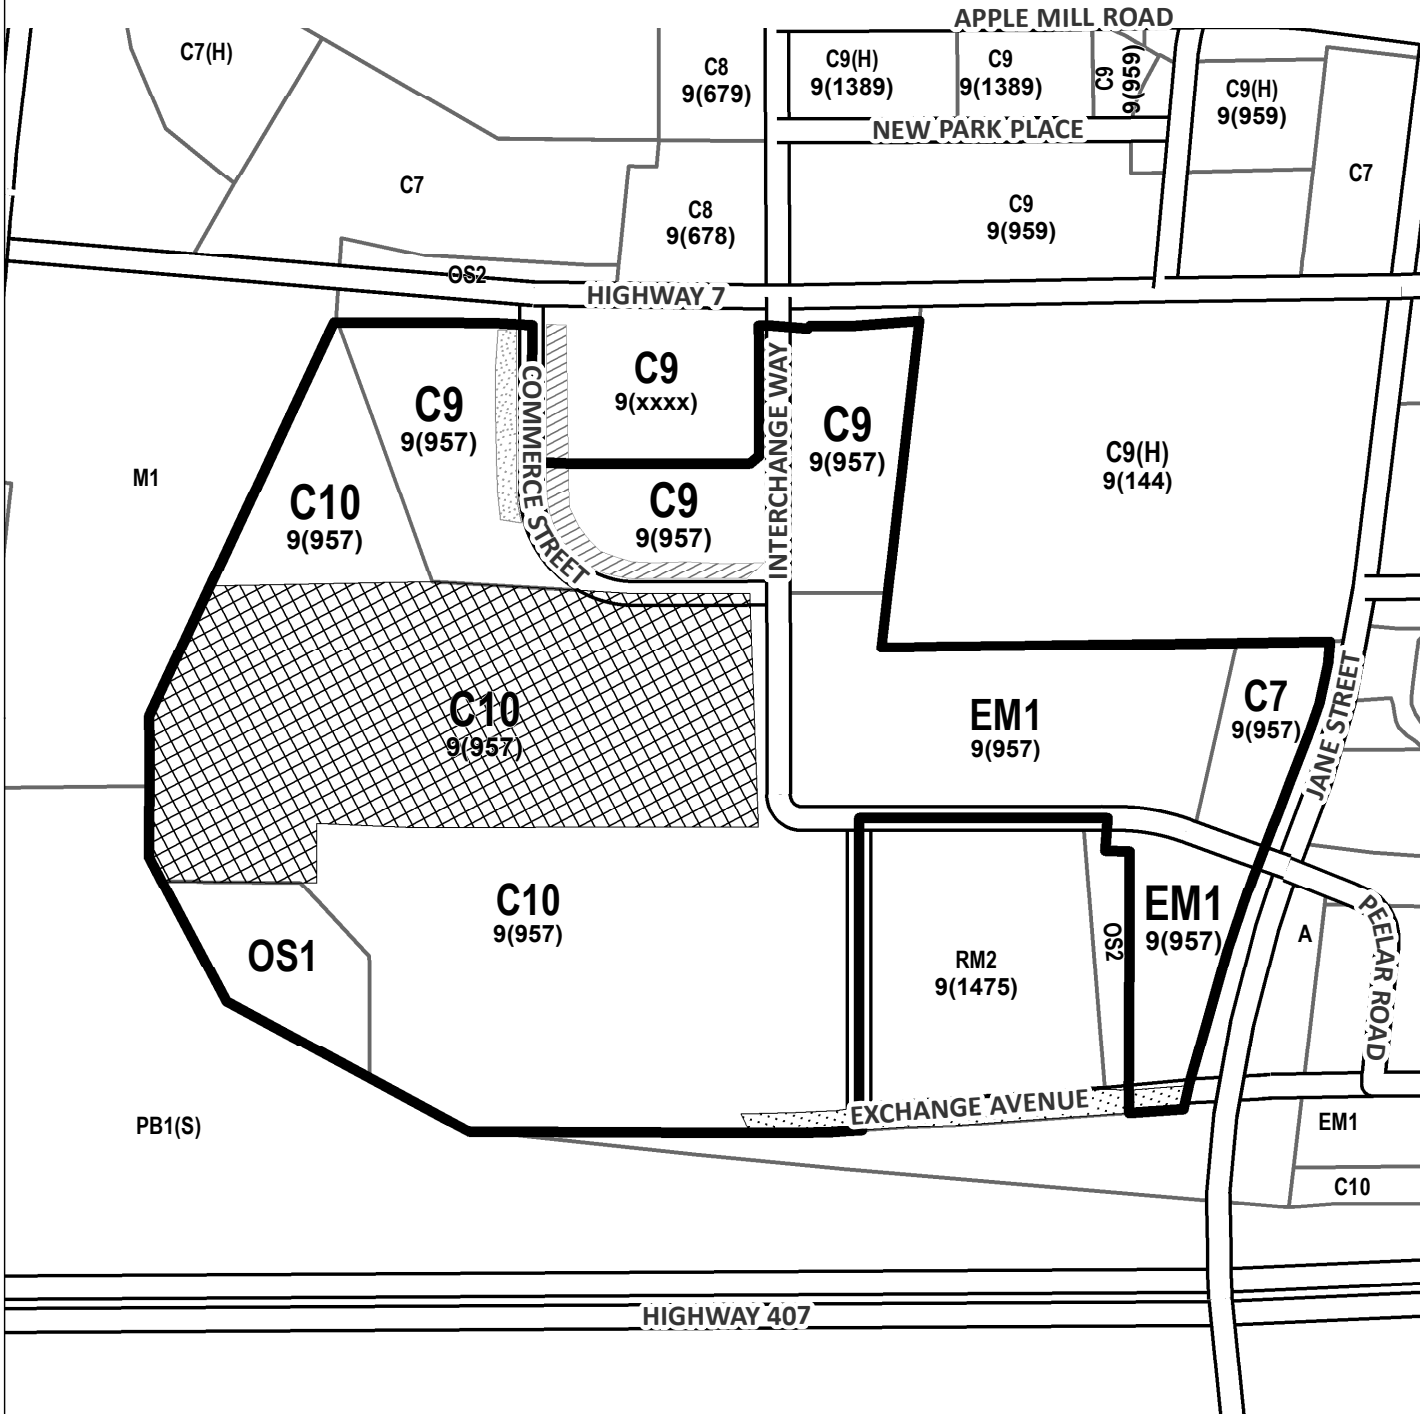 APPLE MILL ROAD
C7(H)
C8
9(679)
C9(H)
9(1389)
C9
9(1389)
C9
9(959)
C9(H)
9(959)
NEW PARK PLACE
C7
C7
C8
9(678)
C9
9(959)
OS2
HIGHWAY 7
C9
9(957)
COMMERCE STREET
C9
9(xxxx)
INTERCHANGE WAY
C9
9(957)
C9(H)
9(144)
M1
C10
9(957)
C9
9(957)
C10
9(957)
EM1
9(957)
C7
9(957)
JANE STREET
C10
9(957)
OS1
RM2
9(1475)
OS2
EM1
9(957)
A
PEELAR ROAD
EXCHANGE AVENUE
PB1(S)
EM1
C10
HIGHWAY 407